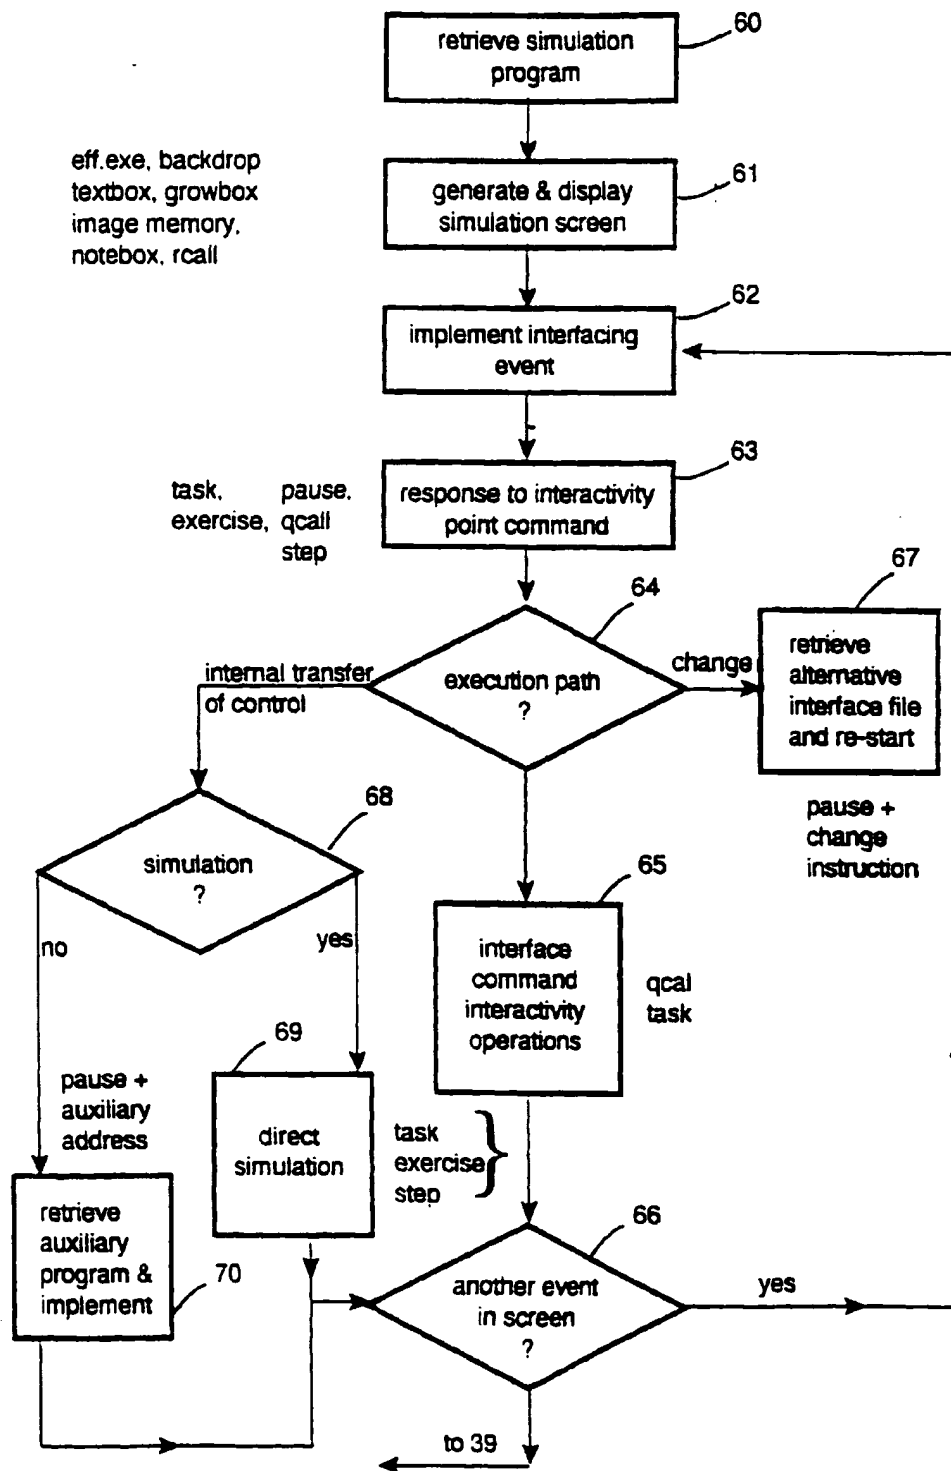 60
retrieve simulation
program
eff.exe, backdrop
textbox, growbox
image memory,
notebox, rcall
61
generate & display
simulation screen
62
implement interfacing
event
63
task, pause,
exercise, qcall
step
response to interactivity
point command
64
execution path
?
internal transfer
of control
change
67
retrieve
alternative
interface file
and re-start
pause +
change
instruction
68
simulation
?
no
yes
65
interface
command
interactivity
operations
qcal
task
69
direct
simulation
pause +
auxiliary
address
task
exercise
step
}
retrieve
auxiliary
program &
implement
70
66
another event
in screen
?
yes
to 39